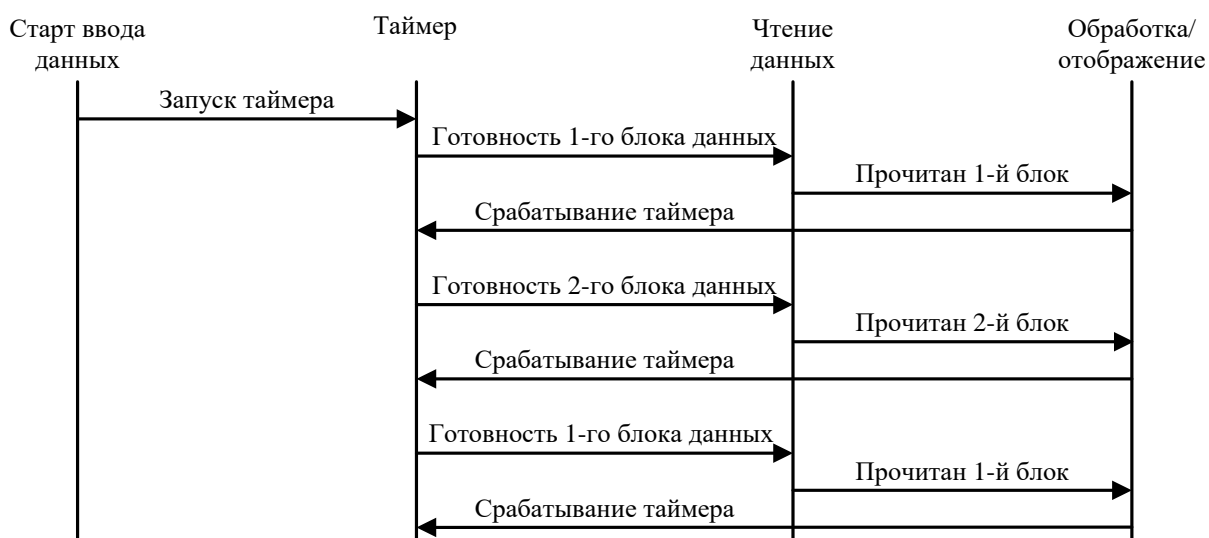 Старт ввода
данных
Таймер
Чтение
данных
Обработка/
отображение
Запуск таймера
Готовность 1-го блока данных
Прочитан 1-й блок
Срабатывание таймера
Готовность 2-го блока данных
Прочитан 2-й блок
Срабатывание таймера
Готовность 1-го блока данных
Прочитан 1-й блок
Срабатывание таймера